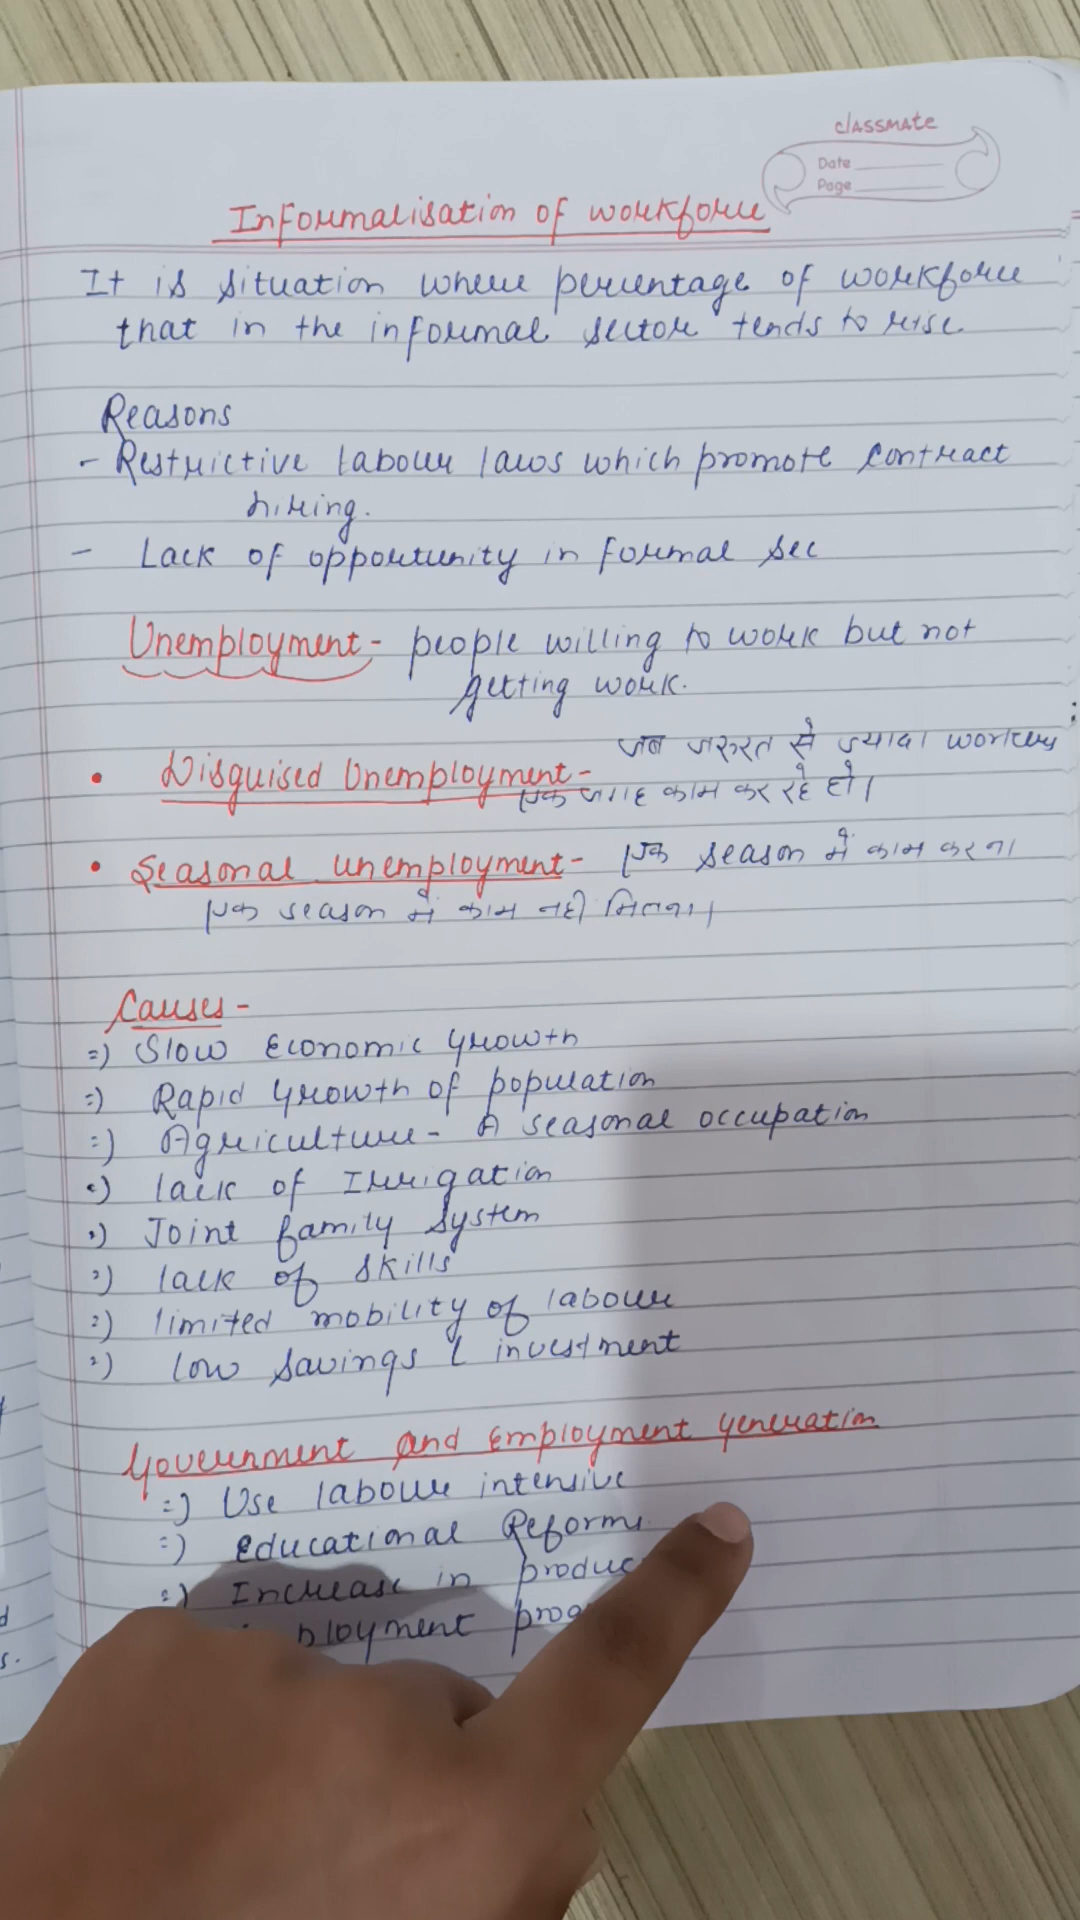 classmate
Date
Page
Informalisation of workforce
It is situation where percentage of workforce
that in the informal sector tends to rise
Reasons
- Restrictive labour laws which promote contract
hiring.
- Lack of opportunity in formal sec
Unemployment - people willing to work but not
getting work.
• Disguised Unemployment - जब जरुरत से ज्यादा workers
एक जगह काम कर रहे हो।
• Seasonal unemployment - एक season में काम करना
एक season में काम नही मिलना।
Causes -
=) Slow Economic growth
=) Rapid growth of population
=) Agriculture - A seasonal occupation
=) lack of Irrigation
=) Joint family system
=) lack of skills
=) limited mobility of labour
=) low savings & investment
Government and Employment generation
=) Use labour intensive
=) Educational Reforms
=) Increase in produc
ployment prog